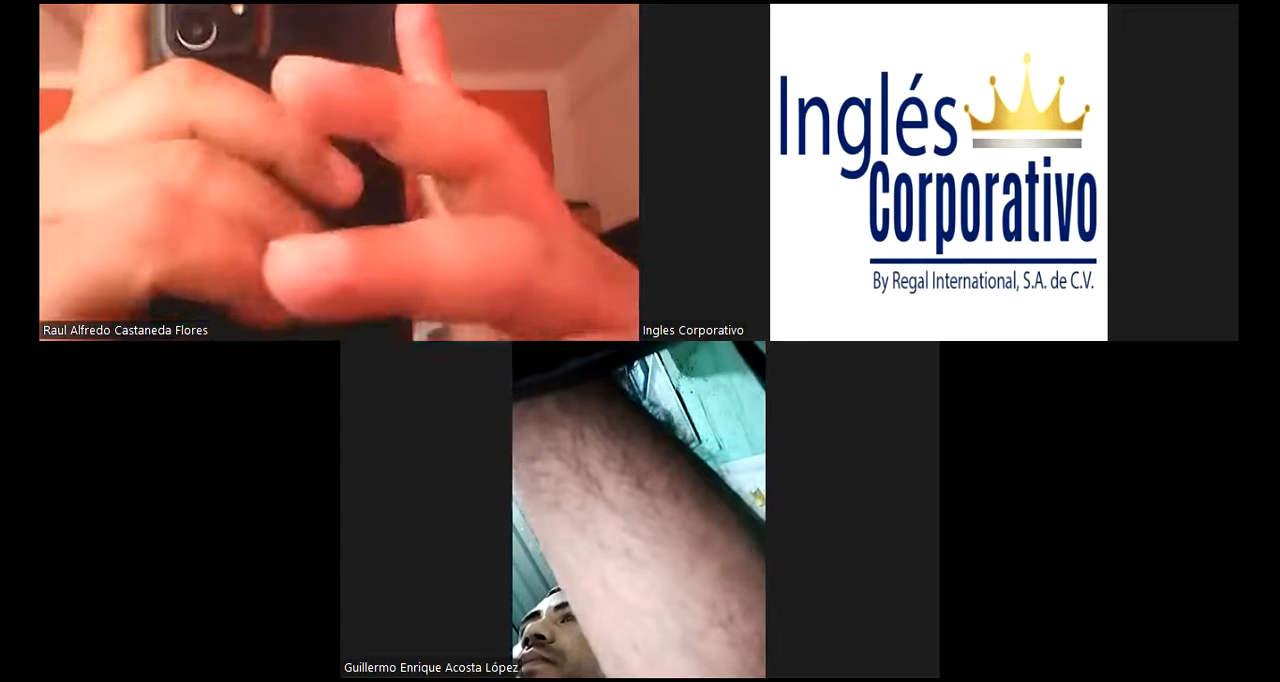 Inglés
Corporativo
By Regal International, S.A. de C.V.
Raul Alfredo Castaneda Flores
Ingles Corporativo
Guillermo Enrique Acosta López